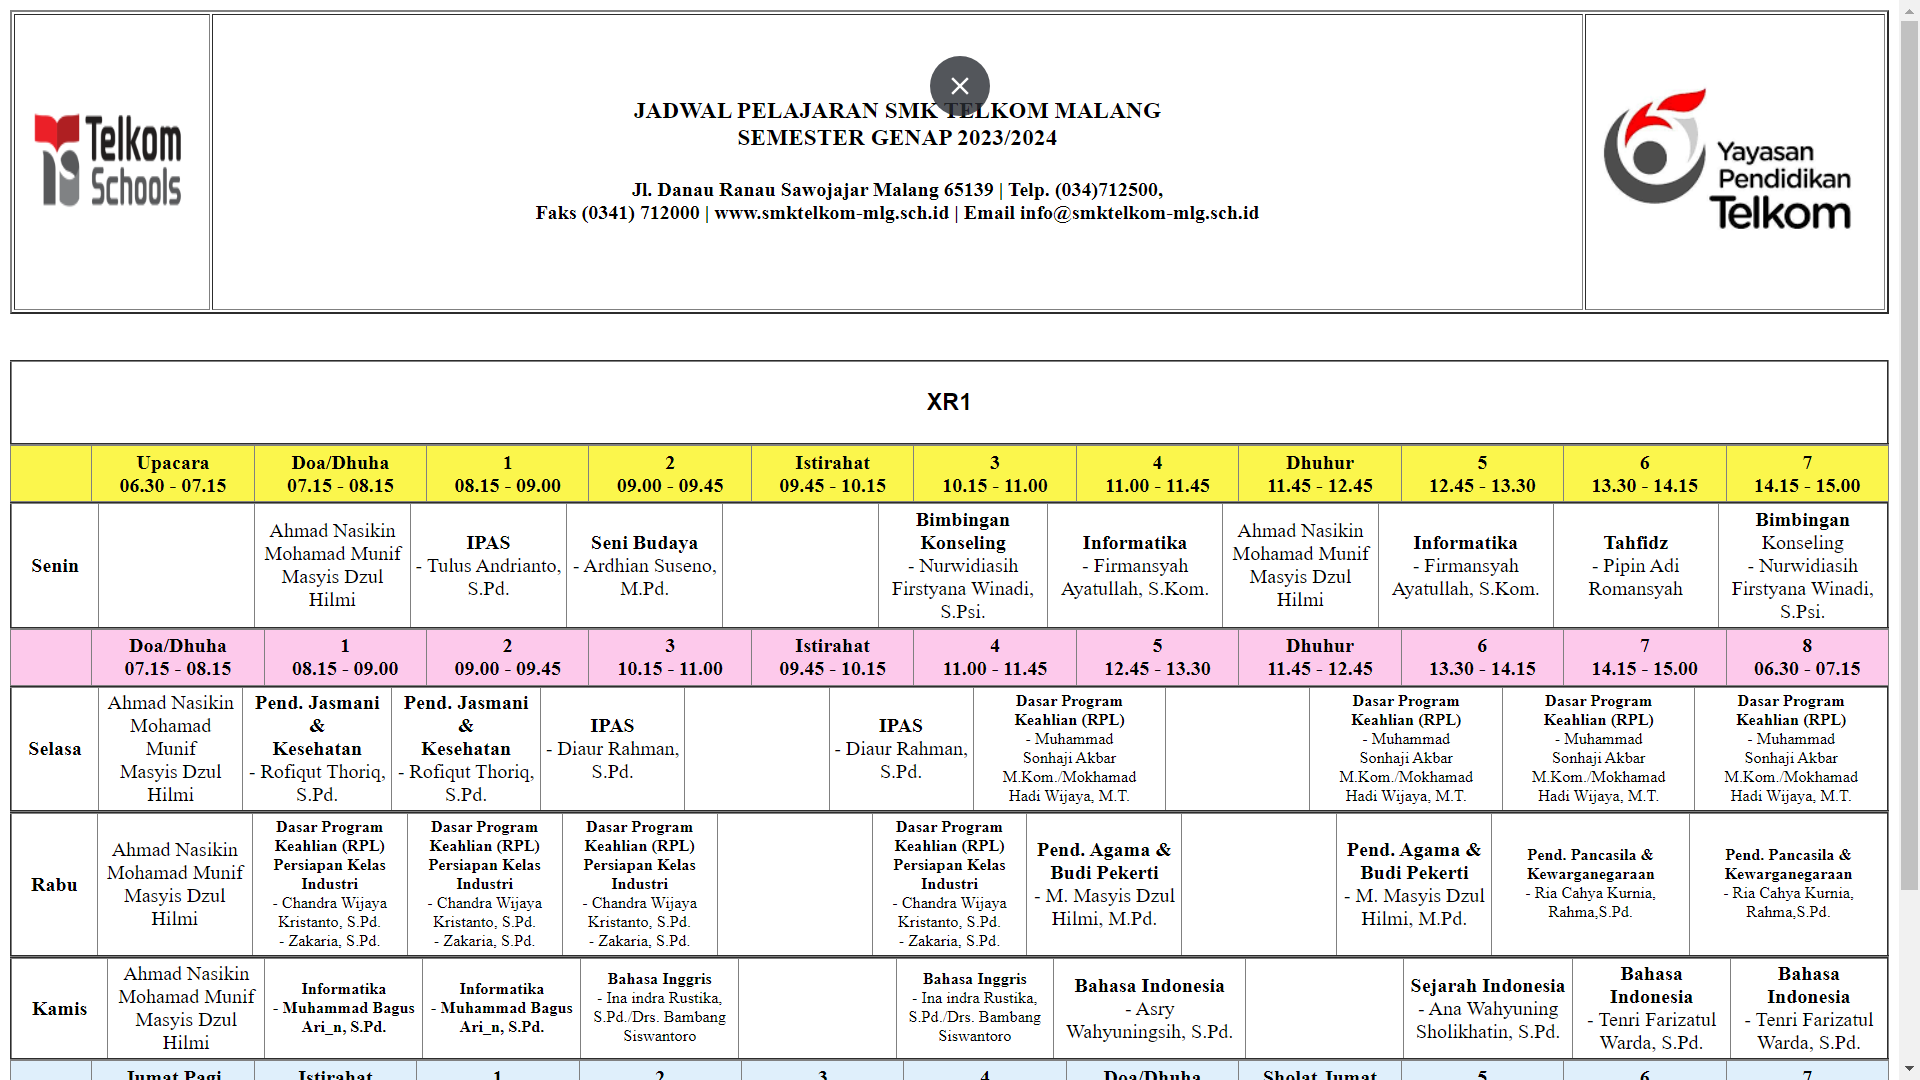 Telkom
Schools
JADWAL PELAJARAN SMK TELKOM MALANG
SEMESTER GENAP 2023/2024
Jl. Danau Ranau Sawojajar Malang 65139 | Telp. (034)712500,
Faks (0341) 712000 | www.smktelkom-mlg.sch.id | Email info@smktelkom-mlg.sch.id
Yayasan
Pendidikan
Telkom
XR1
Upacara
06.30 - 07.15
Doa/Dhuha
07.15 - 08.15
1
08.15 - 09.00
2
09.00 - 09.45
Istirahat
09.45 - 10.15
3
10.15 - 11.00
4
11.00 - 11.45
Dhuhur
11.45 - 12.45
5
12.45 - 13.30
6
13.30 - 14.15
7
14.15 - 15.00
Senin
Ahmad Nasikin
Mohamad Munif
Masyis Dzul
Hilmi
IPAS
- Tulus Andrianto,
S.Pd.
Seni Budaya
- Ardhian Suseno,
M.Pd.
Bimbingan
Konseling
- Nurwidiasih
Firstyana Winadi,
S.Psi.
Informatika
- Firmansyah
Ayatullah, S.Kom.
Ahmad Nasikin
Mohamad Munif
Masyis Dzul
Hilmi
Informatika
- Firmansyah
Ayatullah, S.Kom.
Tahfidz
- Pipin Adi
Romansyah
Bimbingan
Konseling
- Nurwidiasih
Firstyana Winadi,
S.Psi.
Doa/Dhuha
07.15 - 08.15
1
08.15 - 09.00
2
09.00 - 09.45
3
10.15 - 11.00
Istirahat
09.45 - 10.15
4
11.00 - 11.45
5
12.45 - 13.30
Dhuhur
11.45 - 12.45
6
13.30 - 14.15
7
14.15 - 15.00
8
06.30 - 07.15
Selasa
Ahmad Nasikin
Mohamad
Munif
Masyis Dzul
Hilmi
Pend. Jasmani
&
Kesehatan
- Rofiqut Thoriq,
S.Pd.
Pend. Jasmani
&
Kesehatan
- Rofiqut Thoriq,
S.Pd.
IPAS
- Diaur Rahman,
S.Pd.
IPAS
- Diaur Rahman,
S.Pd.
Dasar Program
Keahlian (RPL)
- Muhammad
Sonhaji Akbar
M.Kom./Mokhamad
Hadi Wijaya, M.T.
Dasar Program
Keahlian (RPL)
- Muhammad
Sonhaji Akbar
M.Kom./Mokhamad
Hadi Wijaya, M.T.
Dasar Program
Keahlian (RPL)
- Muhammad
Sonhaji Akbar
M.Kom./Mokhamad
Hadi Wijaya, M.T.
Dasar Program
Keahlian (RPL)
- Muhammad
Sonhaji Akbar
M.Kom./Mokhamad
Hadi Wijaya, M.T.
Rabu
Ahmad Nasikin
Mohamad Munif
Masyis Dzul
Hilmi
Dasar Program
Keahlian (RPL)
Persiapan Kelas
Industri
- Chandra Wijaya
Kristanto, S.Pd.
- Zakaria, S.Pd.
Dasar Program
Keahlian (RPL)
Persiapan Kelas
Industri
- Chandra Wijaya
Kristanto, S.Pd.
- Zakaria, S.Pd.
Dasar Program
Keahlian (RPL)
Persiapan Kelas
Industri
- Chandra Wijaya
Kristanto, S.Pd.
- Zakaria, S.Pd.
Dasar Program
Keahlian (RPL)
Persiapan Kelas
Industri
- Chandra Wijaya
Kristanto, S.Pd.
- Zakaria, S.Pd.
Pend. Agama &
Budi Pekerti
- M. Masyis Dzul
Hilmi, M.Pd.
Pend. Agama &
Budi Pekerti
- M. Masyis Dzul
Hilmi, M.Pd.
Pend. Pancasila &
Kewarganegaraan
- Ria Cahya Kurnia,
Rahma,S.Pd.
Pend. Pancasila &
Kewarganegaraan
- Ria Cahya Kurnia,
Rahma,S.Pd.
Kamis
Ahmad Nasikin
Mohamad Munif
Masyis Dzul
Hilmi
Informatika
- Muhammad Bagus
Ari_n, S.Pd.
Informatika
- Muhammad Bagus
Ari_n, S.Pd.
Bahasa Inggris
- Ina indra Rustika,
S.Pd./Drs. Bambang
Siswantoro
Bahasa Inggris
- Ina indra Rustika,
S.Pd./Drs. Bambang
Siswantoro
Bahasa Indonesia
- Asry
Wahyuningsih, S.Pd.
Sejarah Indonesia
- Ana Wahyuning
Sholikhatin, S.Pd.
Bahasa
Indonesia
- Tenri Farizatul
Warda, S.Pd.
Bahasa
Indonesia
- Tenri Farizatul
Warda, S.Pd.
Jumat Pagi
Istirahat
1
2
3
4
Doa/Dhuha
Sholat Jumat
5
6
7